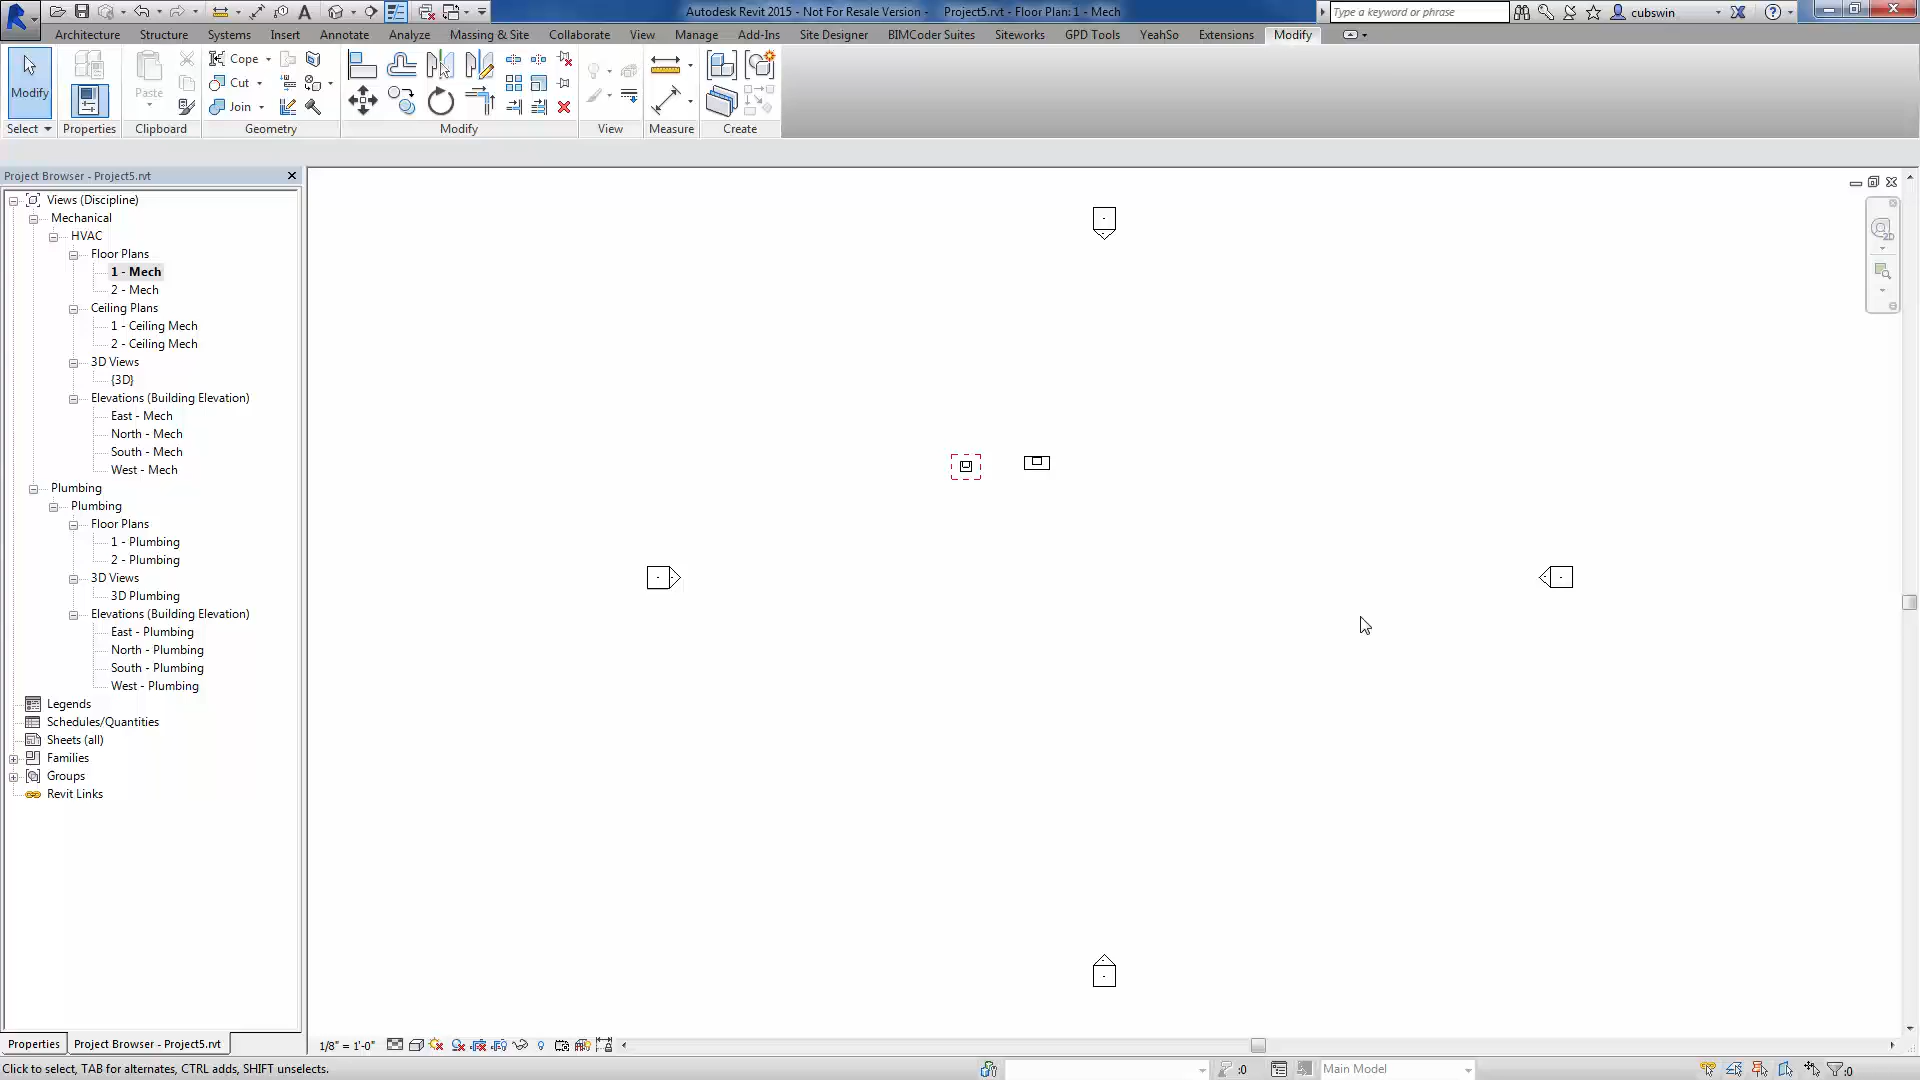 Autodesk Revit 2015 - Not For Resale Version - Project5.rvt - Floor Plan: 1 - Mech
Type a keyword or phrase
cubswin
Architecture Structure Systems Insert Annotate Analyze Massing & Site Collaborate View Manage Add-Ins Site Designer BIMCoder Suites Siteworks GPD Tools YeahSo Extensions Modify
Modify
Paste
Cope
Cut
Join
Select Properties Clipboard Geometry Modify View Measure Create
Project Browser - Project5.rvt
Views (Discipline)
Mechanical
HVAC
Floor Plans
1 - Mech
2 - Mech
Ceiling Plans
1 - Ceiling Mech
2 - Ceiling Mech
3D Views
{3D}
Elevations (Building Elevation)
East - Mech
North - Mech
South - Mech
West - Mech
Plumbing
Plumbing
Floor Plans
1 - Plumbing
2 - Plumbing
3D Views
3D Plumbing
Elevations (Building Elevation)
East - Plumbing
North - Plumbing
South - Plumbing
West - Plumbing
Legends
Schedules/Quantities
Sheets (all)
Families
Groups
Revit Links
Properties Project Browser - Project5.rvt
1/8" = 1'-0"
Click to select, TAB for alternates, CTRL adds, SHIFT unselects.
:0
Main Model
:0